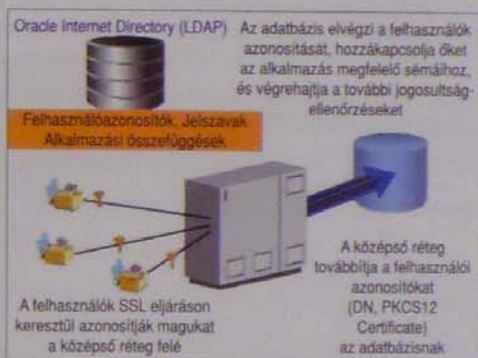 Oracle Internet Directory (LDAP)
Az adatbázis elvégzi a felhasználók
azonosítását, hozzákapcsolja őket
az alkalmazás megfelelő sémáihoz,
és végrehajtja a további jogosultság-
ellenőrzéseket
Felhasználóazonosítók, Jelszavak
Alkalmazási összefüggések
A felhasználók SSL eljáráson
keresztül azonosítják magukat
a középső réteg felé
A középső réteg
továbbítja a felhasználói
azonosítókat
(DN, PKCS12
Certificate)
az adatbázisnak